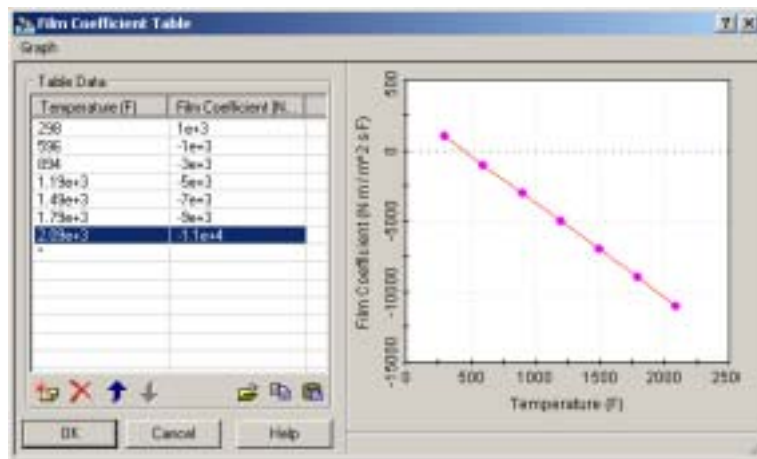 Film Coefficient Table
Graph
Table Data
Temperature (F) Film Coefficient (N...
298 1e+3
596 -1e+3
894 -3e+3
1.19e+3 -5e+3
1.49e+3 -7e+3
1.79e+3 -9e+3
2.09e+3 -1.1e+4
*
OK Cancel Help
Film Coefficient (N m / m^2 s F)
500
0
-5000
-10000
-15000
0 500 1000 1500 2000 250
Temperature (F)